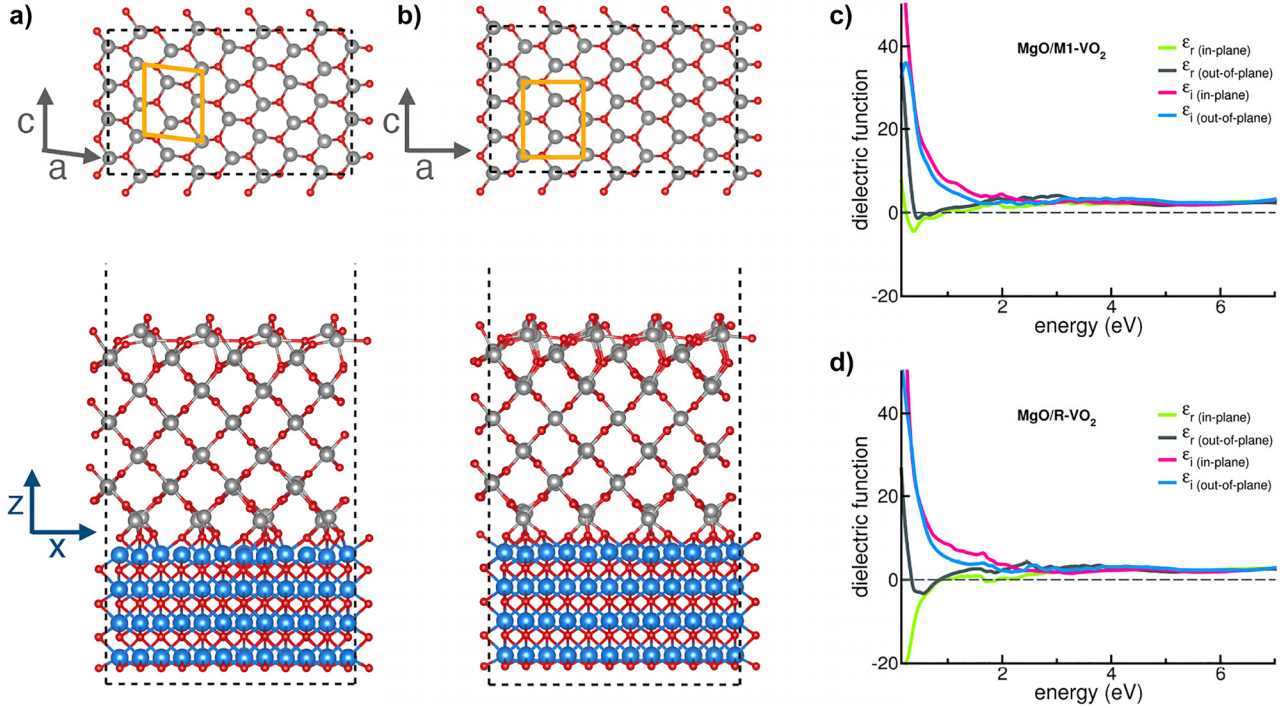 a)
c
a
z
x
b)
c
a
c)
MgO/M1-VO2
εr (in-plane)
εr (out-of-plane)
εi (in-plane)
εi (out-of-plane)
dielectric function
40
20
0
-20
2
4
6
energy (eV)
d)
MgO/R-VO2
εr (in-plane)
εr (out-of-plane)
εi (in-plane)
εi (out-of-plane)
dielectric function
40
20
0
-20
2
4
6
energy (eV)